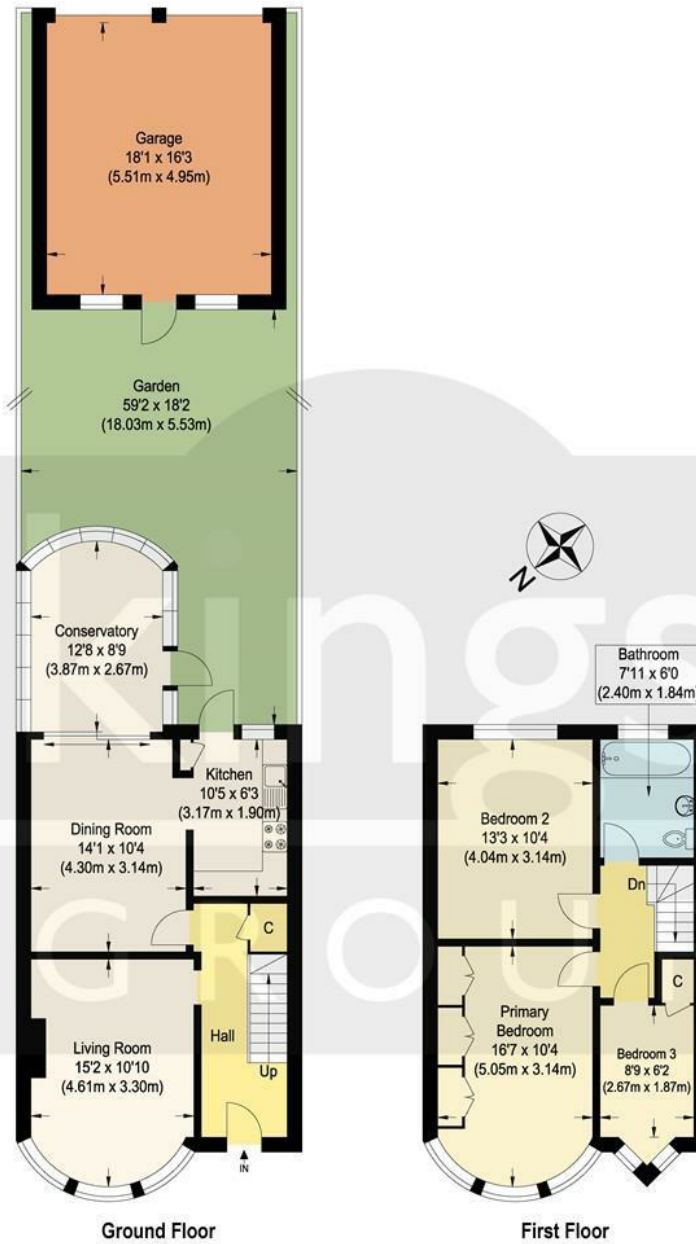 Garage
18'1 x 16'3
(5.51m x 4.95m)
Garden
59'2 x 18'2
(18.03m x 5.53m)
Conservatory
12'8 x 8'9
(3.87m x 2.67m)
Kitchen
10'5 x 6'3
(3.17m x 1.90m)
Dining Room
14'1 x 10'4
(4.30m x 3.14m)
C
Hall
Up
Living Room
15'2 x 10'10
(4.61m x 3.30m)
IN
Ground Floor
N
Bathroom
7'11 x 6'0
(2.40m x 1.84m)
Bedroom 2
13'3 x 10'4
(4.04m x 3.14m)
Dn
C
Primary
Bedroom
16'7 x 10'4
(5.05m x 3.14m)
Bedroom 3
8'9 x 6'2
(2.67m x 1.87m)
First Floor
kings
GROU